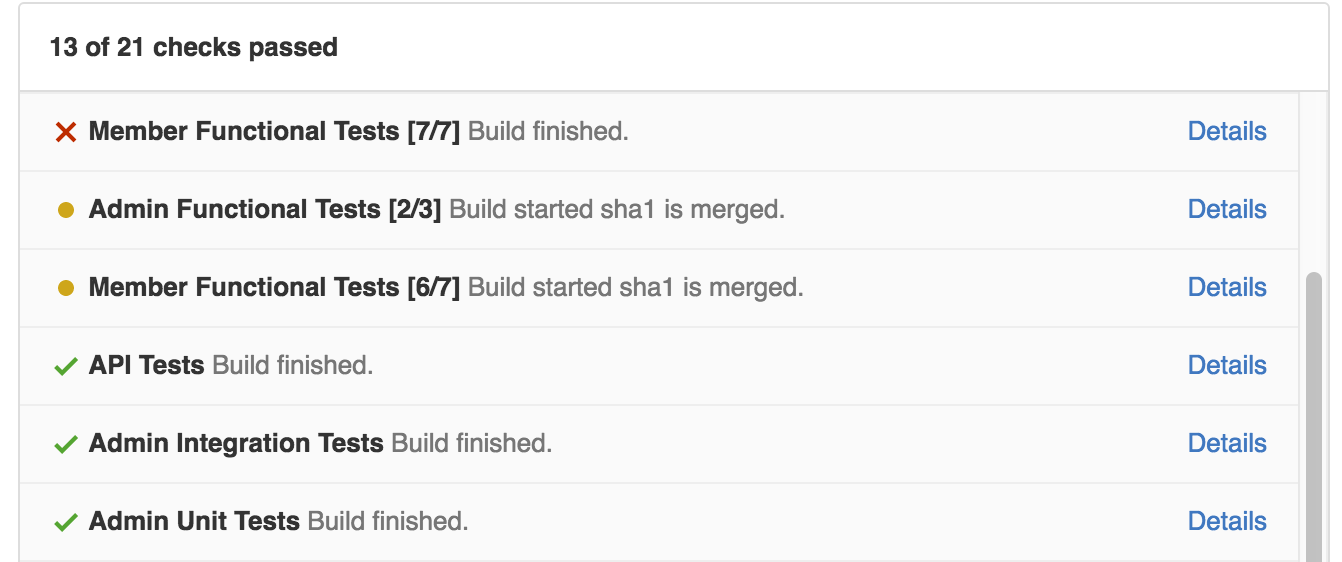 13 of 21 checks passed
Member Functional Tests [7/7] Build finished. Details
Admin Functional Tests [2/3] Build started sha1 is merged. Details
Member Functional Tests [6/7] Build started sha1 is merged. Details
API Tests Build finished. Details
Admin Integration Tests Build finished. Details
Admin Unit Tests Build finished. Details